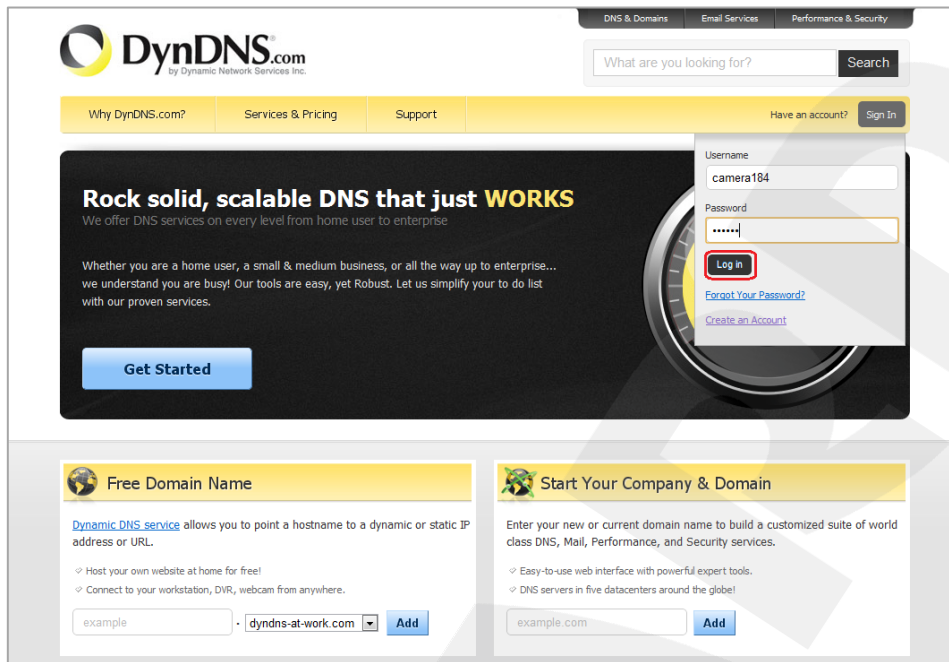 DNS & Domains Email Services Performance & Security
DynDNS.com
by Dynamic Network Services Inc.
What are you looking for? Search
Why DynDNS.com? Services & Pricing Support Have an account? Sign In
Username
camera184
Password
••••••
Log in
Forgot Your Password?
Create an Account
Rock solid, scalable DNS that just WORKS
We offer DNS services on every level from home user to enterprise
Whether you are a home user, a small & medium business, or all the way up to enterprise...
we understand you are busy! Our tools are easy, yet Robust. Let us simplify your to do list
with our proven services.
Get Started
Free Domain Name
Dynamic DNS service allows you to point a hostname to a dynamic or static IP
address or URL.
Host your own website at home for free!
Connect to your workstation, DVR, webcam from anywhere.
example . dyndns-at-work.com Add
Start Your Company & Domain
Enter your new or current domain name to build a customized suite of world
class DNS, Mail, Performance, and Security services.
Easy-to-use web interface with powerful expert tools.
DNS servers in five datacenters around the globe!
example.com Add